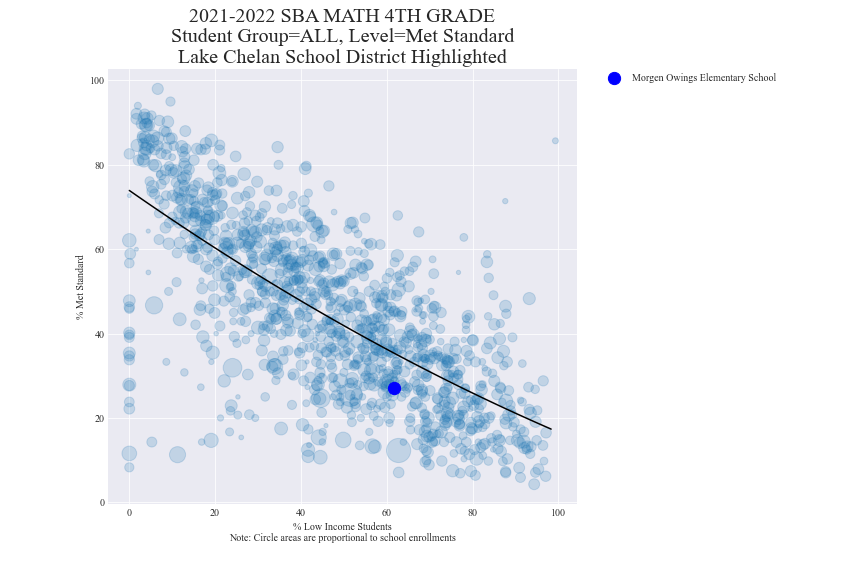 2021-2022 SBA MATH 4TH GRADE
Student Group=ALL, Level=Met Standard
Lake Chelan School District Highlighted
Morgen Owings Elementary School
% Met Standard
100
80
60
40
20
0
0 20 40 60 80 100
% Low Income Students
Note: Circle areas are proportional to school enrollments